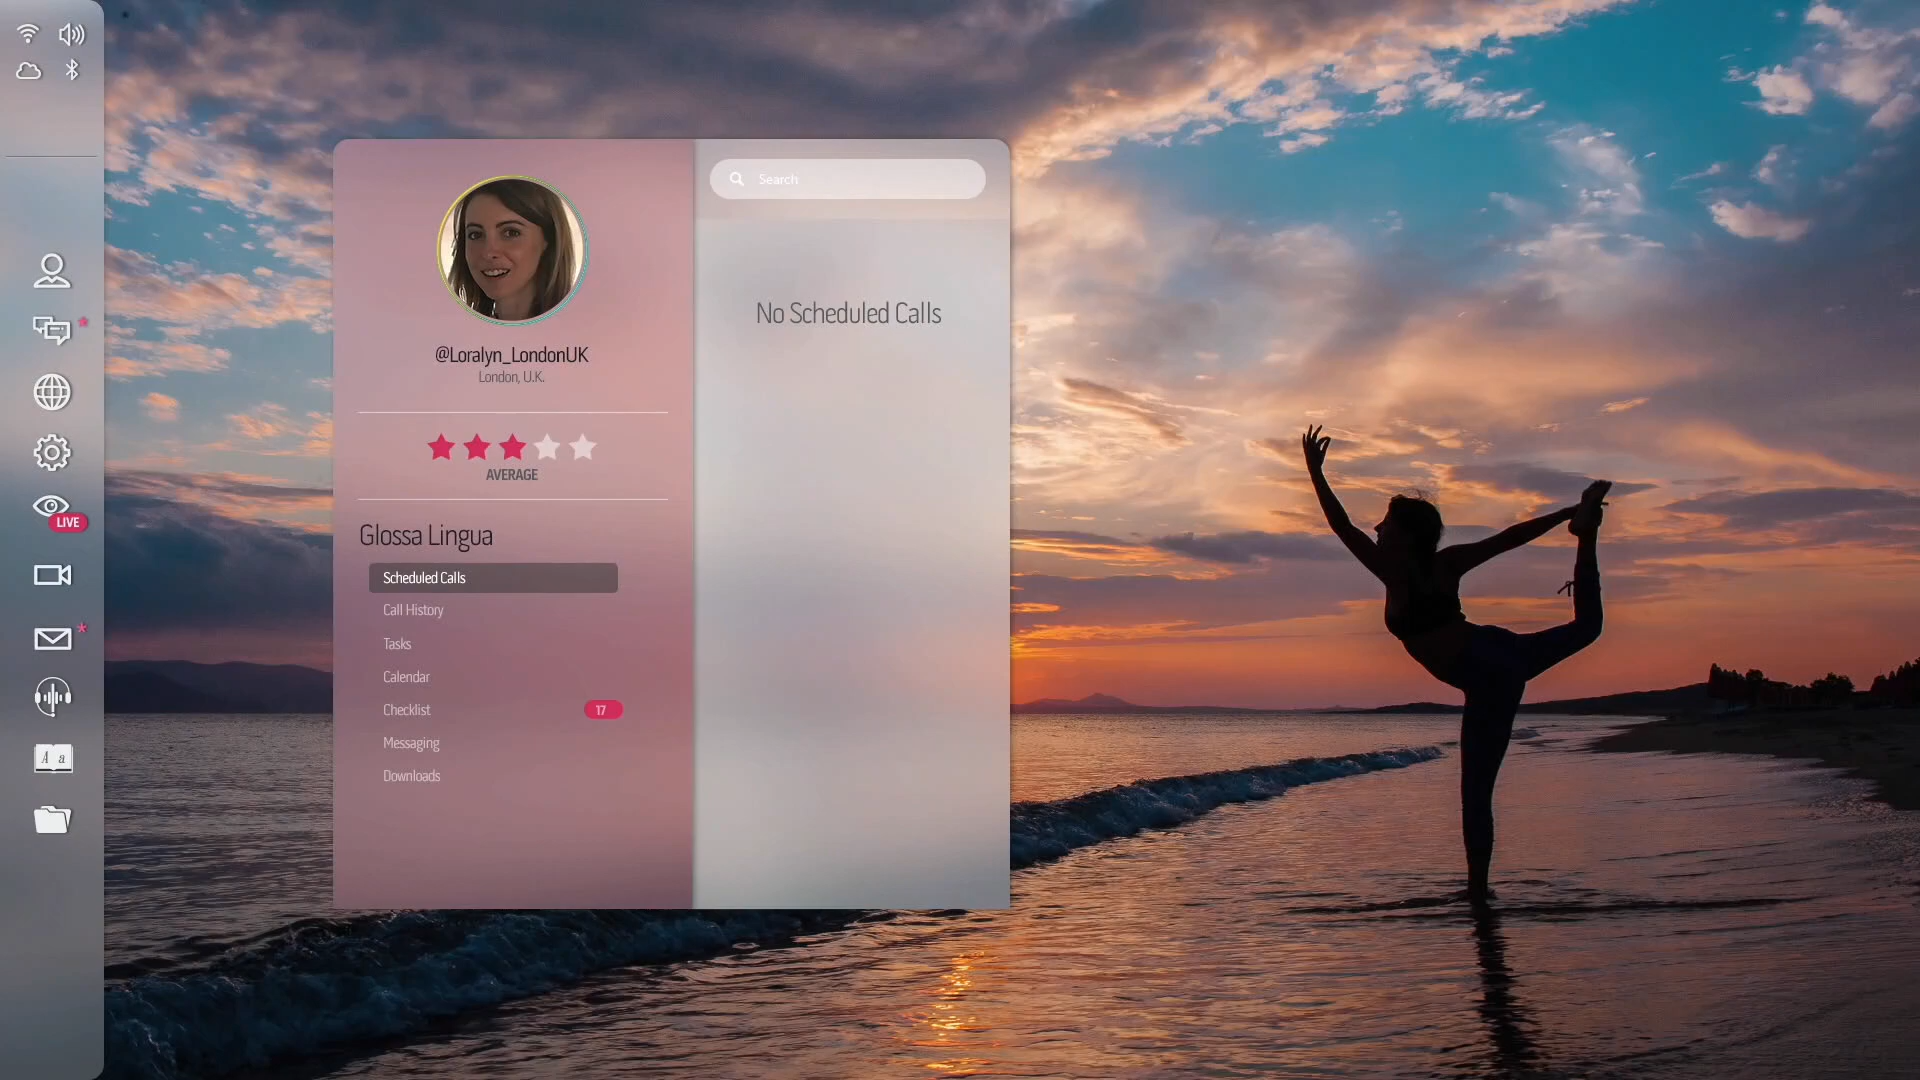 LIVE
A a
@Loralyn_LondonUK
London, U.K.
AVERAGE
Glossa Lingua
Scheduled Calls
Call History
Tasks
Calendar
Checklist 17
Messaging
Downloads
Search
No Scheduled Calls